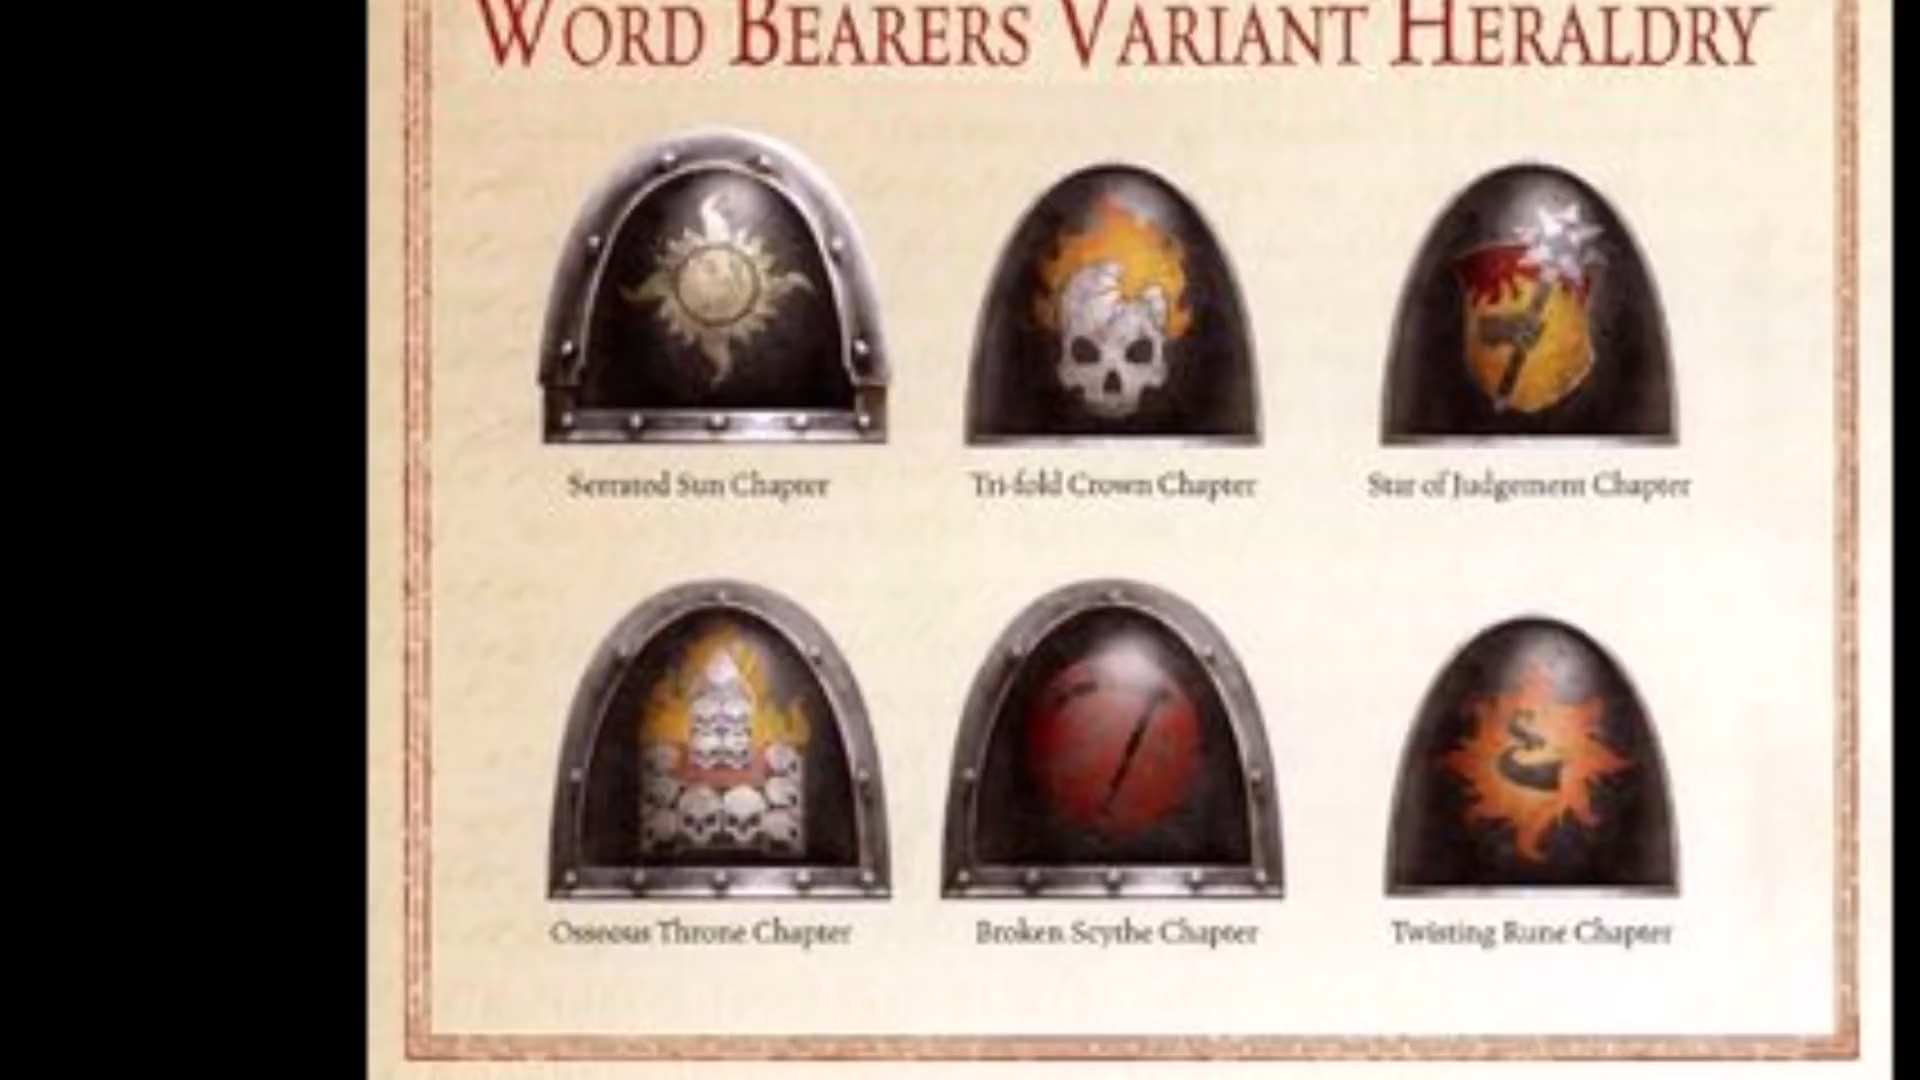 WORD BEARERS VARIANT HERALDRY
Serrated Sun Chapter
Tri-fold Crown Chapter
Star of Judgement Chapter
Osseous Throne Chapter
Broken Scythe Chapter
Twisting Rune Chapter